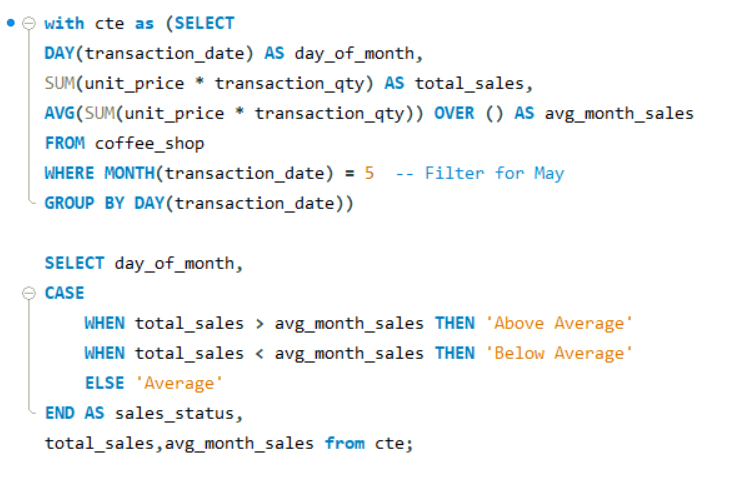 with cte as (SELECT
DAY(transaction_date) AS day_of_month,
SUM(unit_price * transaction_qty) AS total_sales,
AVG(SUM(unit_price * transaction_qty)) OVER () AS avg_month_sales
FROM coffee_shop
WHERE MONTH(transaction_date) = 5  -- Filter for May
GROUP BY DAY(transaction_date))
SELECT day_of_month,
CASE
    WHEN total_sales > avg_month_sales THEN 'Above Average'
    WHEN total_sales < avg_month_sales THEN 'Below Average'
    ELSE 'Average'
END AS sales_status,
total_sales,avg_month_sales from cte;